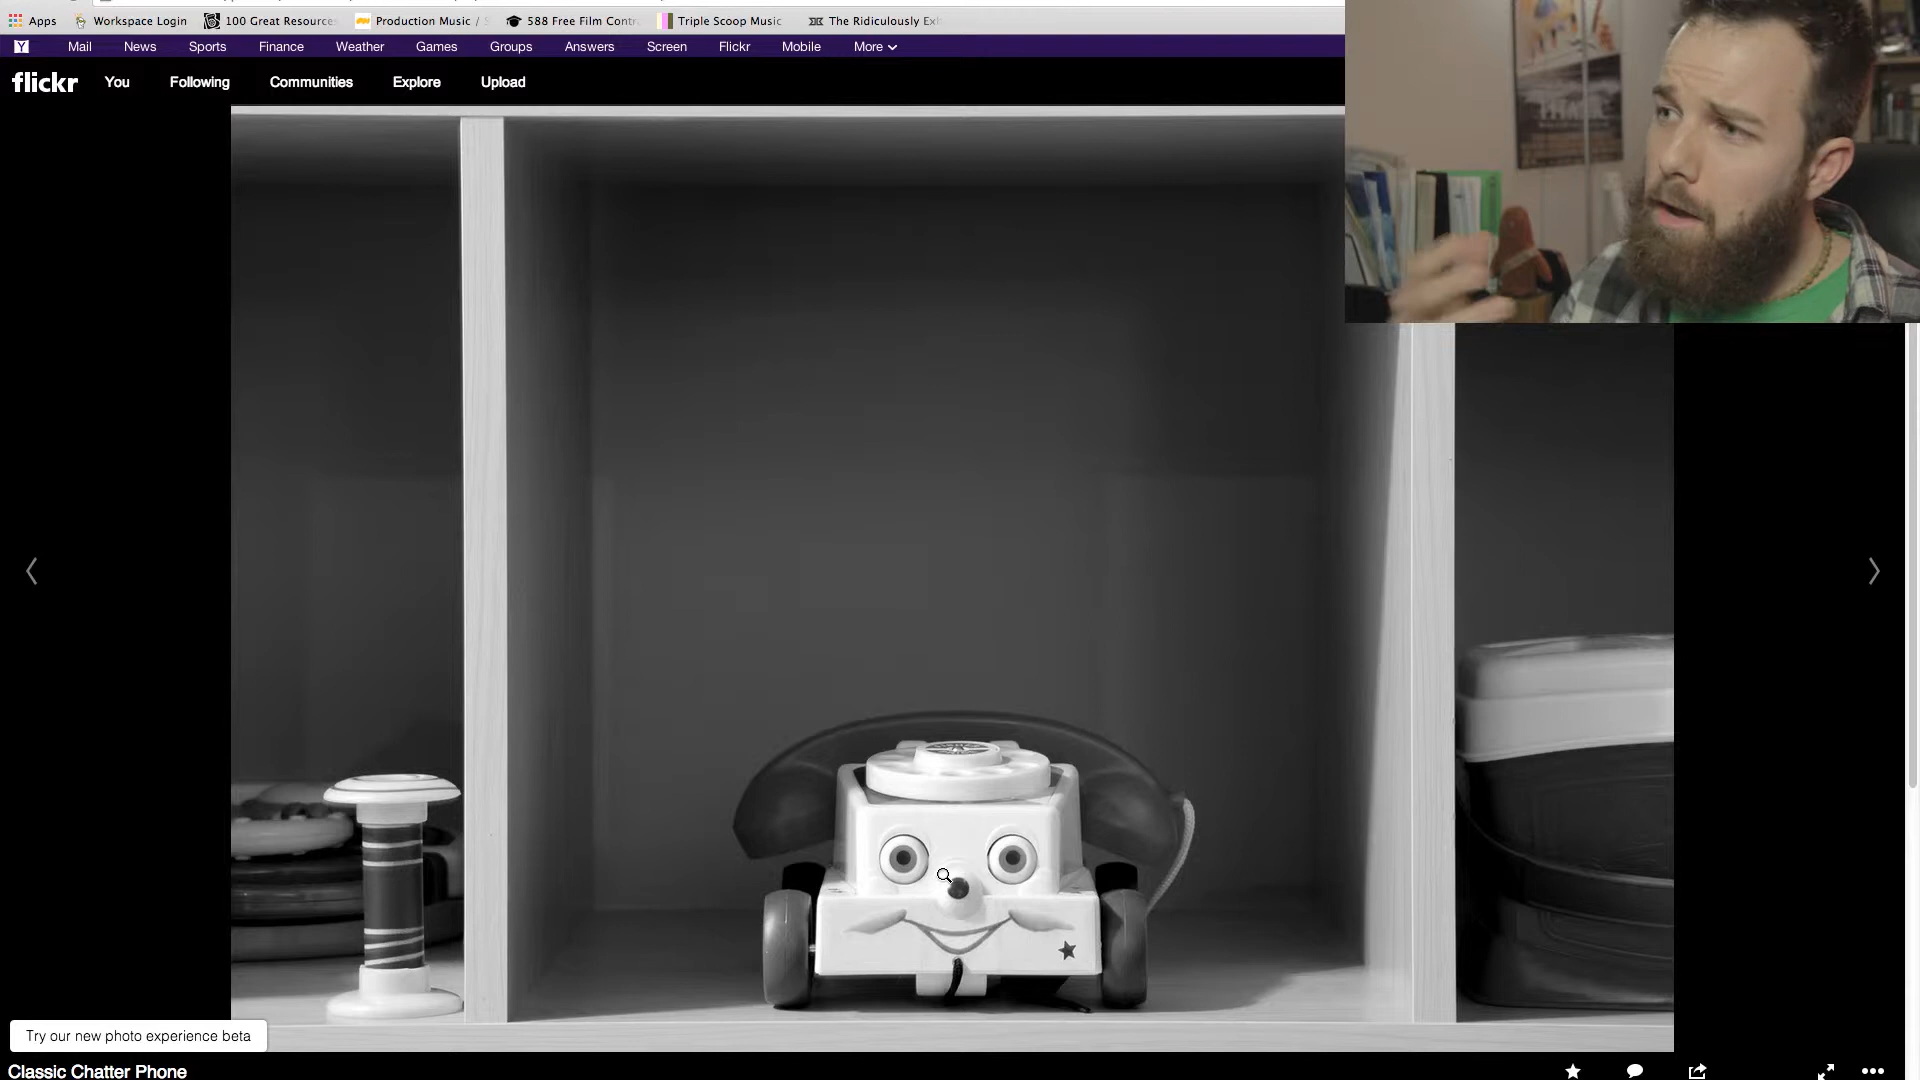 Apps Workspace Login 100 Great Resources Production Music / S 588 Free Film Contr Triple Scoop Music The Ridiculously Exh
Y Mail News Sports Finance Weather Games Groups Answers Screen Flickr Mobile More
flickr You Following Communities Explore Upload
Try our new photo experience beta
Classic Chatter Phone